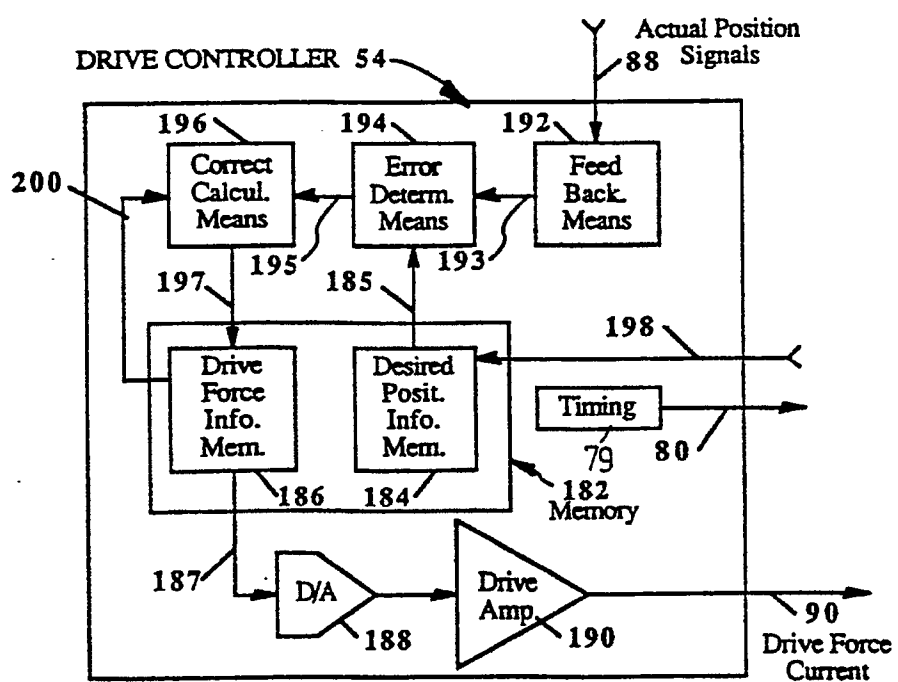 Actual Position
Signals
88
DRIVE CONTROLLER 54
196
194
192
200
Correct
Calcul.
Means
Error
Determ.
Means
Feed
Back.
Means
195
193
197
185
198
Drive
Force
Info.
Mem.
Desired
Posit.
Info.
Mem.
Timing
79
80
186
184
182
Memory
187
D/A
188
Drive
Amp.
190
90
Drive Force
Current